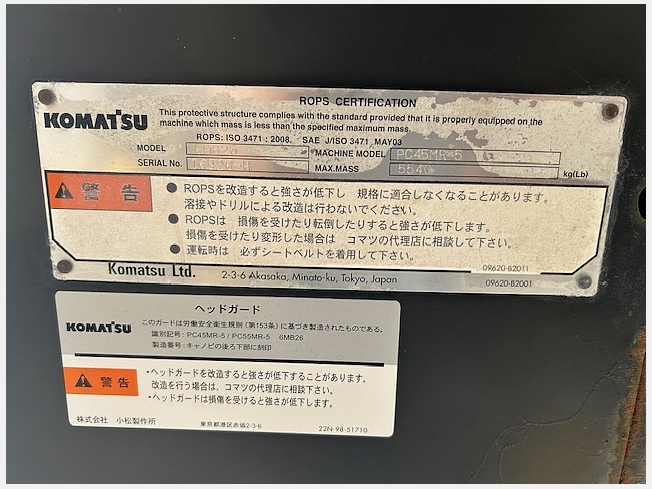 ROPS CERTIFICATION
KOMATSU
This protective structure complies with the standard provided that it is properly equipped on the
machine which mass is less than the specified maximum mass.
ROPS: ISO 3471 : 2008, SAE J/ISO 3471 MAY03
MODEL MACHINE MODEL PC45MR-5
SERIAL No. MAX.MASS 5540 kg(Lb)
警告
● ROPSを改造すると強さが低下し 規格に適合しなくなることがあります。
溶接やドリルによる改造は行わないでください。
● ROPSは 損傷を受けたり転倒したりすると強さが低下します。
損傷を受けたり変形した場合は コマツの代理店に相談して下さい。
● 運転時は 必ずシートベルトを着用して下さい。
Komatsu Ltd. 2-3-6 Akasaka, Minato-ku, Tokyo, Japan
09620-B2011
09620-B2001
ヘッドガード
KOMATSU
このガードは労働安全衛生規則 (第153条) に基づき製造されたものである。
識別記号: PC45MR-5 / PC55MR-5 6MB26
製造番号: キャノピの後ろ下部に刻印
警告
・ヘッドガードを改造すると強さが低下することがあります。
改造を行う場合は、コマツの代理店に相談下さい。
・ヘッドガードは損傷を受けると強さが低下します。
株式会社 小松製作所 東京都港区赤坂2-3-6 22N-98-51710